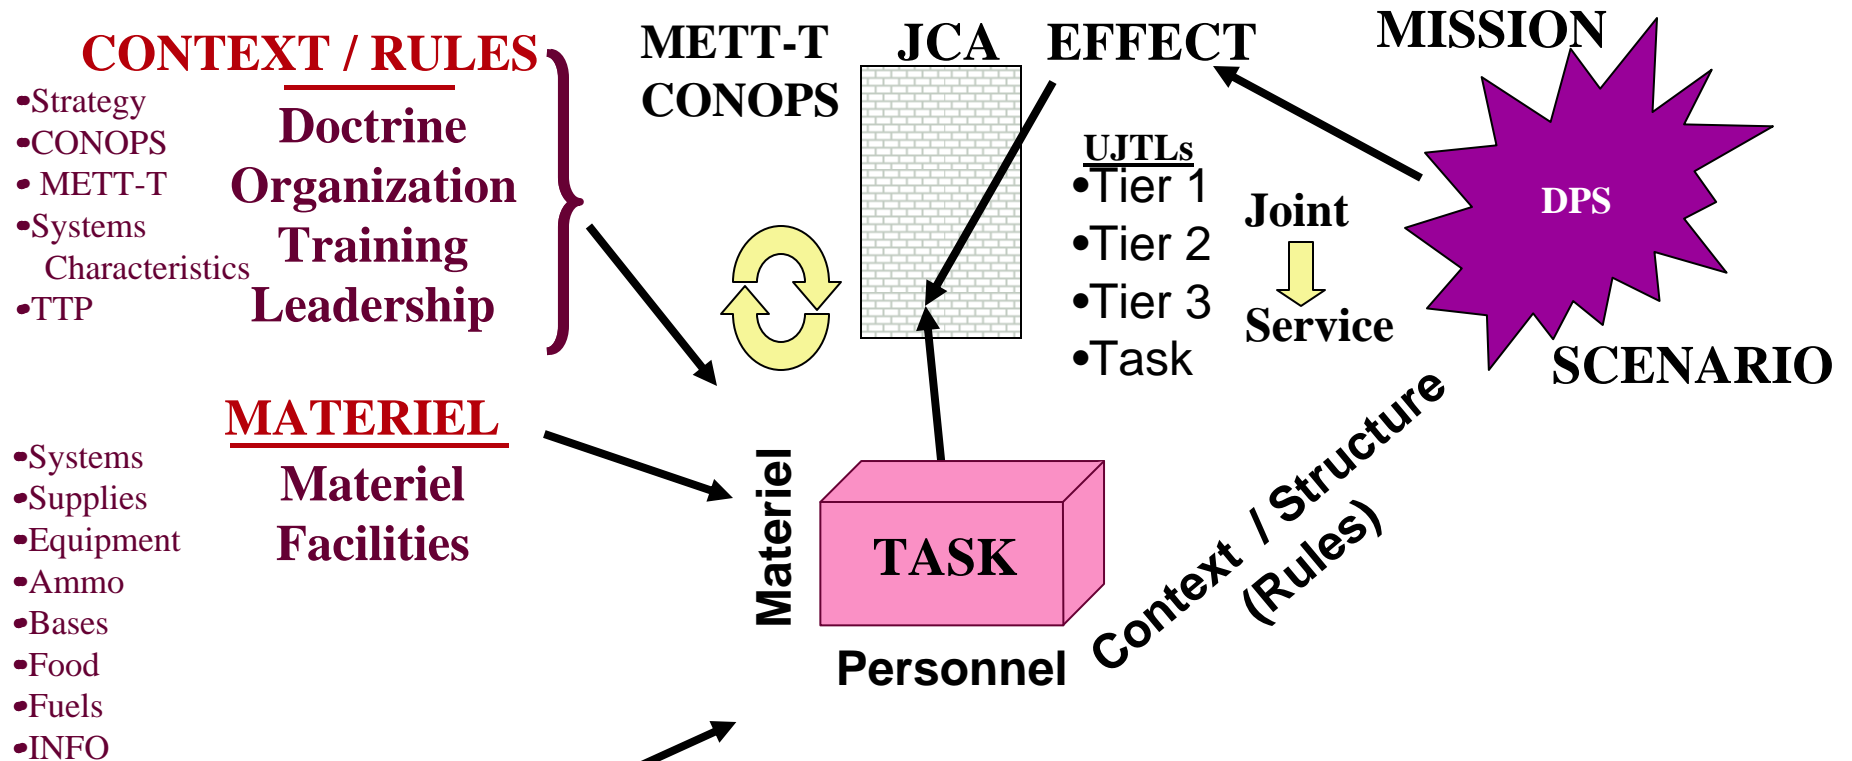 CONTEXT / RULES
•Strategy
•CONOPS
• METT-T
•Systems
Characteristics
•TTP
Doctrine
Organization
Training
Leadership
MATERIEL
•Systems
•Supplies
•Equipment
•Ammo
•Bases
•Food
•Fuels
•INFO
Materiel
Facilities
METT-T
CONOPS
JCA
EFFECT
UJTLs
•Tier 1
•Tier 2
•Tier 3
•Task
Joint
Service
MISSION
DPS
SCENARIO
Materiel
TASK
Personnel
Context / Structure
(Rules)